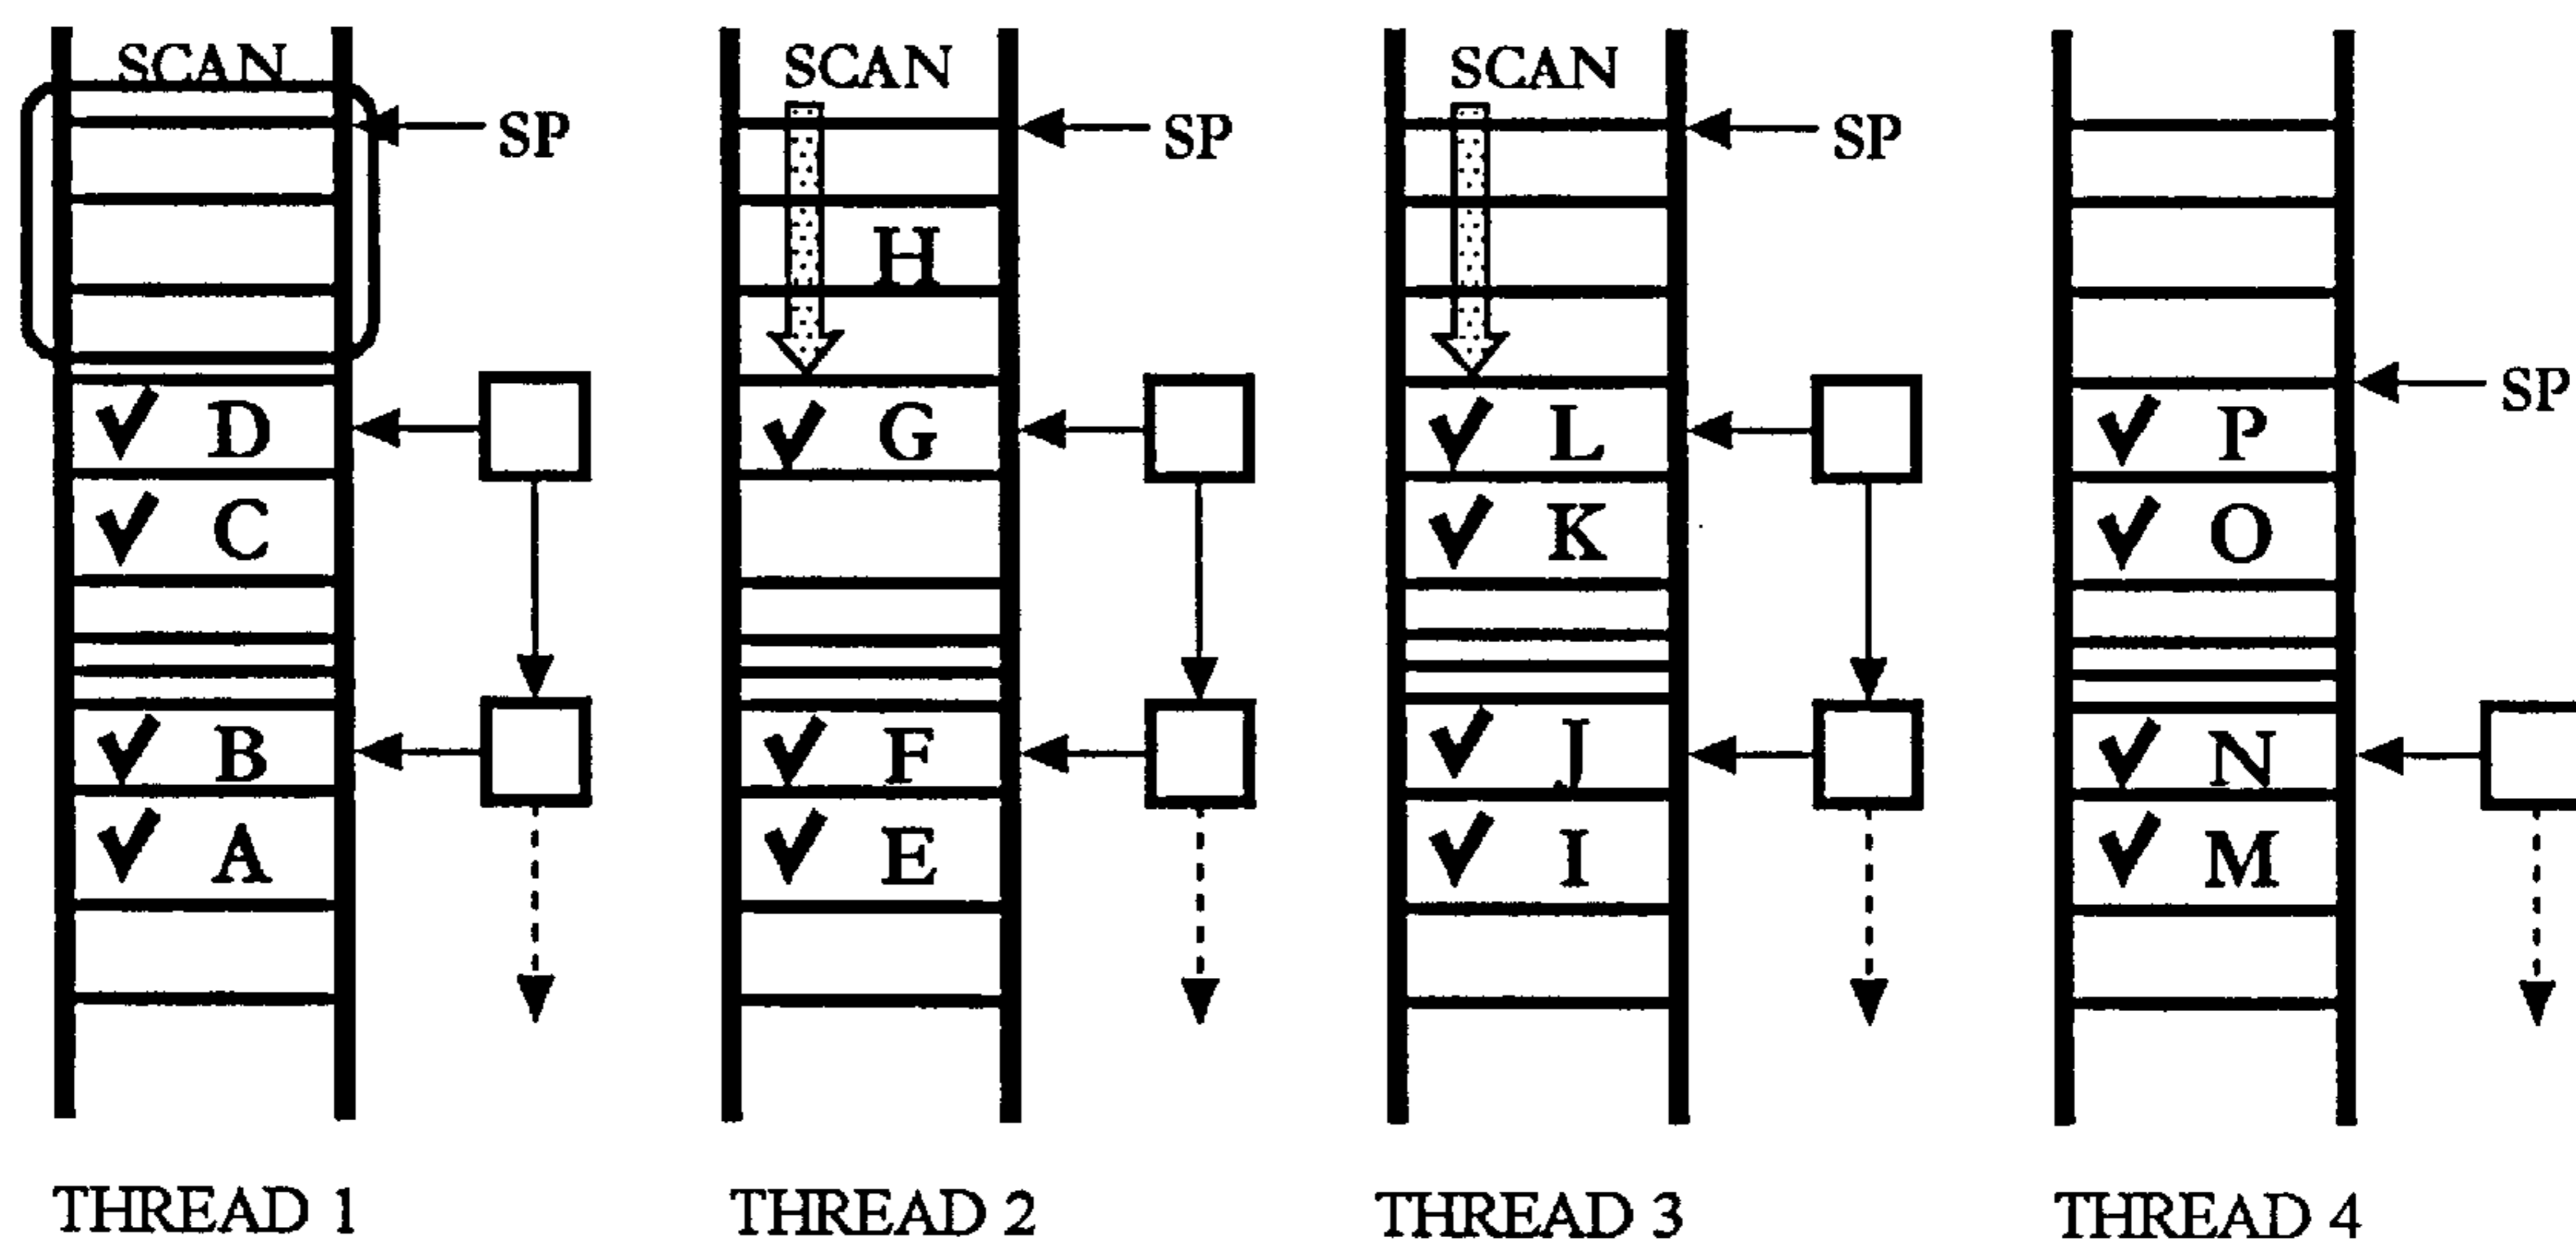 SCAN SCAN SCAN
SP SP SP
H
D G L SP
C K P
O
B F J N
A E I M
THREAD 1 THREAD 2 THREAD 3 THREAD 4